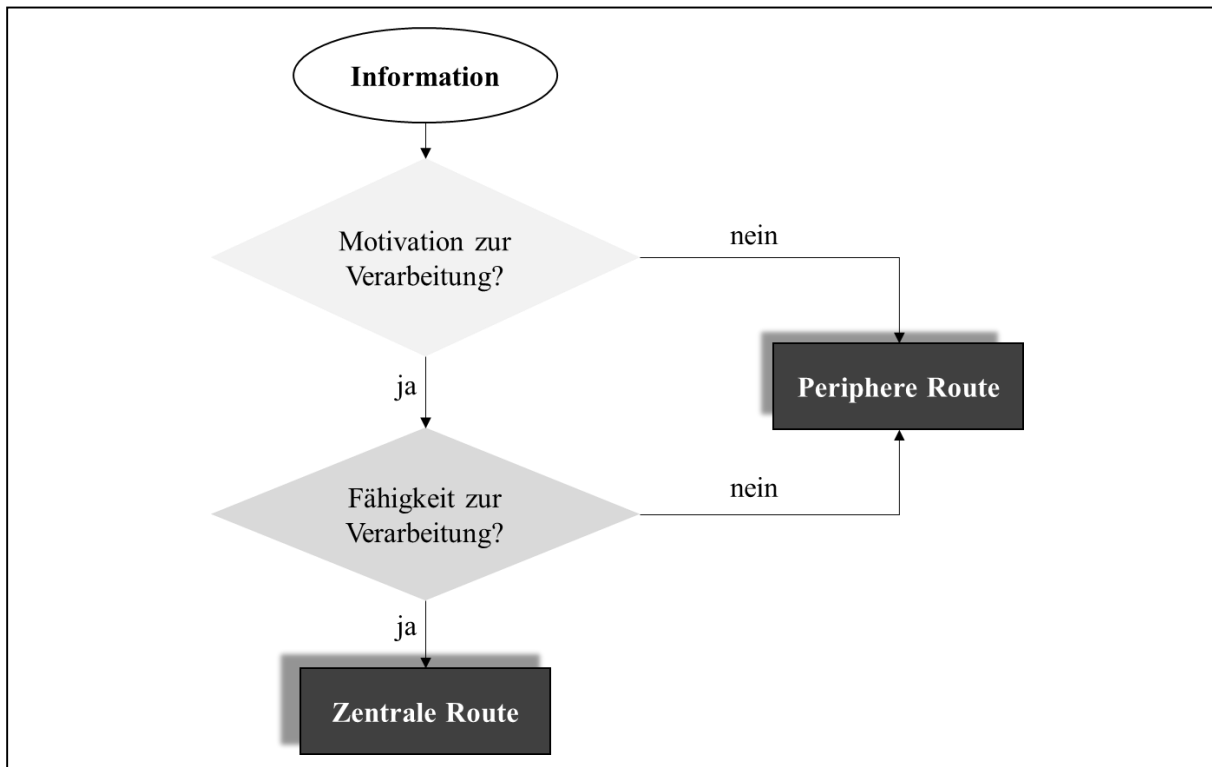 Information
Motivation zur
Verarbeitung?
nein
Periphere Route
ja
Fähigkeit zur
Verarbeitung?
nein
ja
Zentrale Route